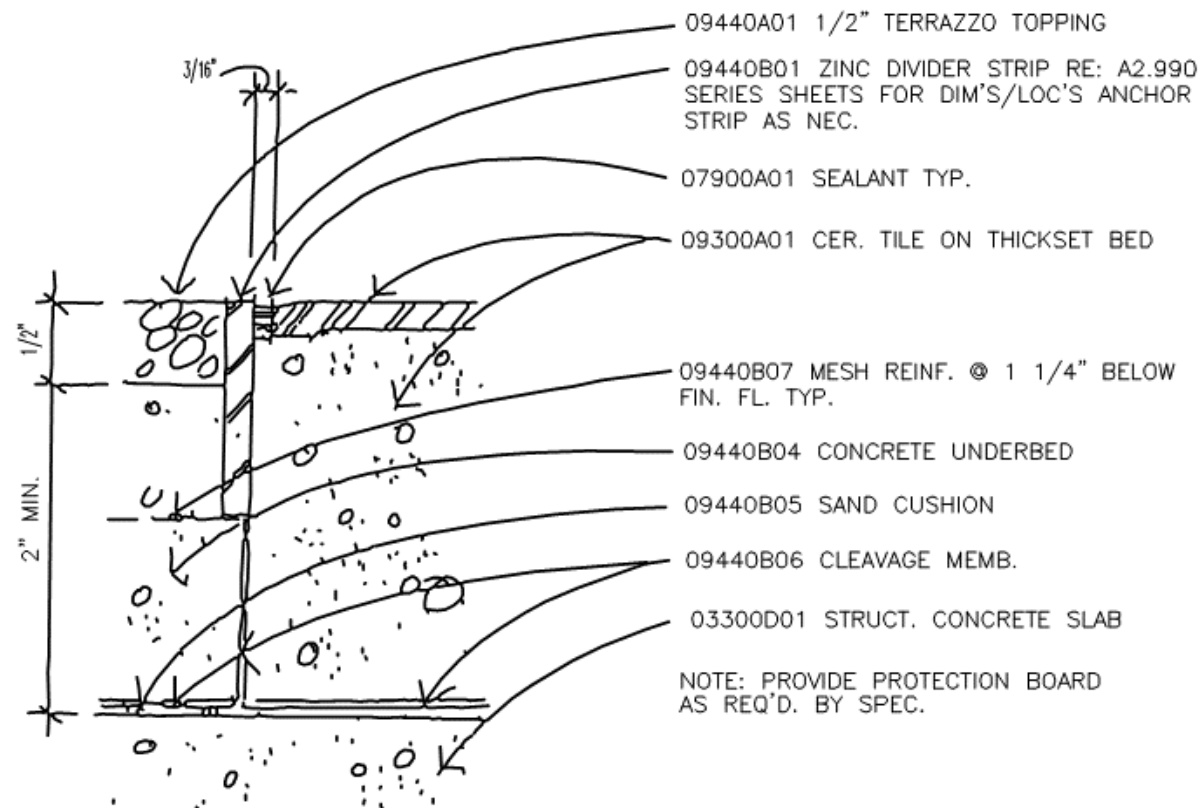 09440A01 1/2" TERRAZZO TOPPING
3/16"
09440B01 ZINC DIVIDER STRIP RE: A2.990
SERIES SHEETS FOR DIM'S/LOC'S ANCHOR
STRIP AS NEC.
07900A01 SEALANT TYP.
09300A01 CER. TILE ON THICKSET BED
1/2"
09440B07 MESH REINF. @ 1 1/4" BELOW
FIN. FL. TYP.
09440B04 CONCRETE UNDERBED
2" MIN.
09440B05 SAND CUSHION
09440B06 CLEAVAGE MEMB.
03300D01 STRUCT. CONCRETE SLAB
NOTE: PROVIDE PROTECTION BOARD
AS REQ'D. BY SPEC.